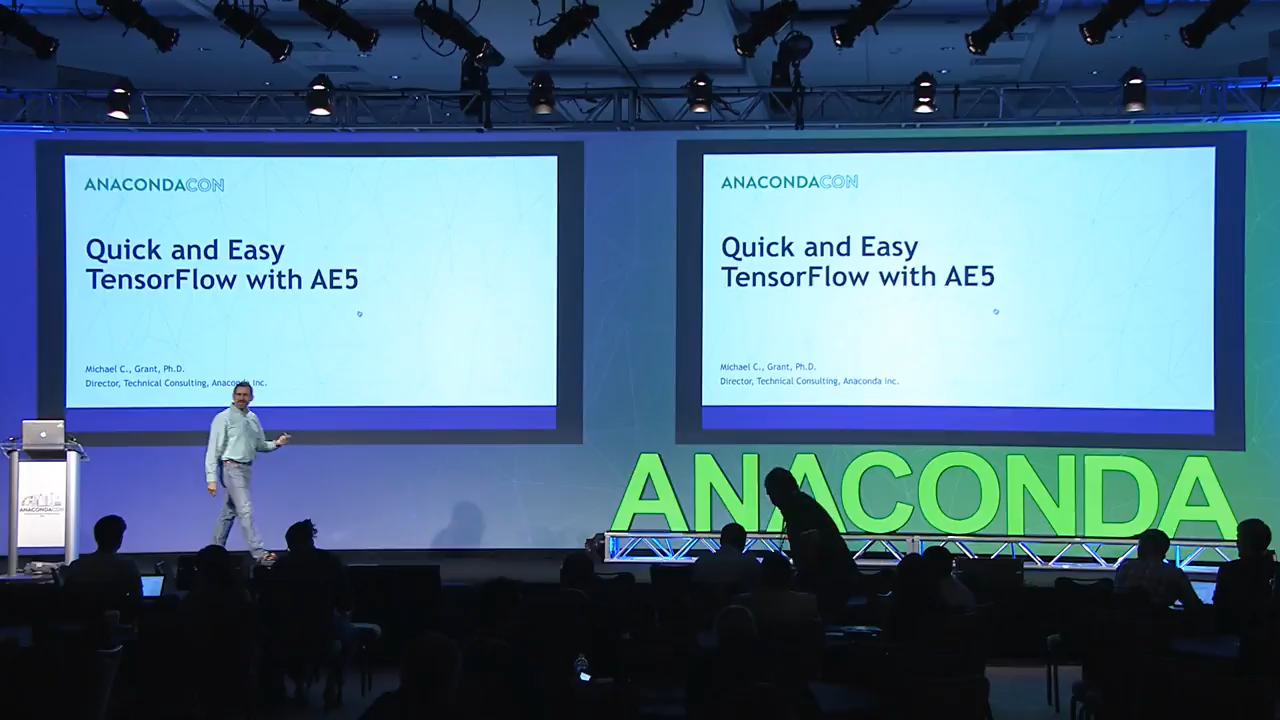 ANACONDACON
Quick and Easy
TensorFlow with AE5
Michael C., Grant, Ph.D.
Director, Technical Consulting, Anaconda Inc.
ANACONDACON
Quick and Easy
TensorFlow with AE5
Michael C., Grant, Ph.D.
Director, Technical Consulting, Anaconda Inc.
ANACONDA
ANACONDACON